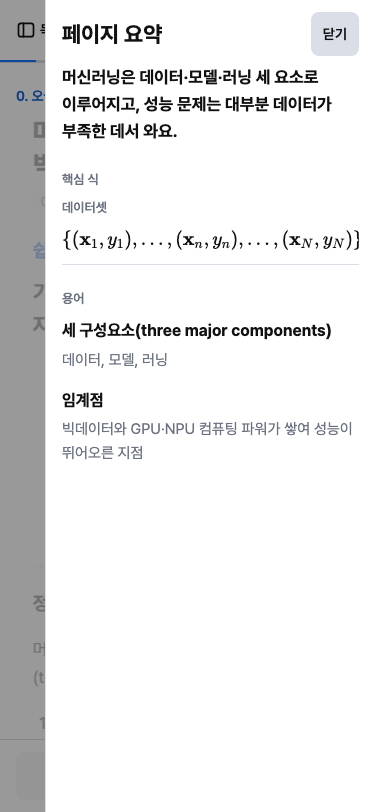 페이지 요약
닫기
머신러닝은 데이터·모델·러닝 세 요소로
이루어지고, 성능 문제는 대부분 데이터가
부족한 데서 와요.
핵심 식
데이터셋
{(x₁, y₁), . . . , (xₙ, yₙ), . . . , (x_N, y_N)}
용어
세 구성요소(three major components)
데이터, 모델, 러닝
임계점
빅데이터와 GPU·NPU 컴퓨팅 파워가 쌓여 성능이
뛰어오른 지점